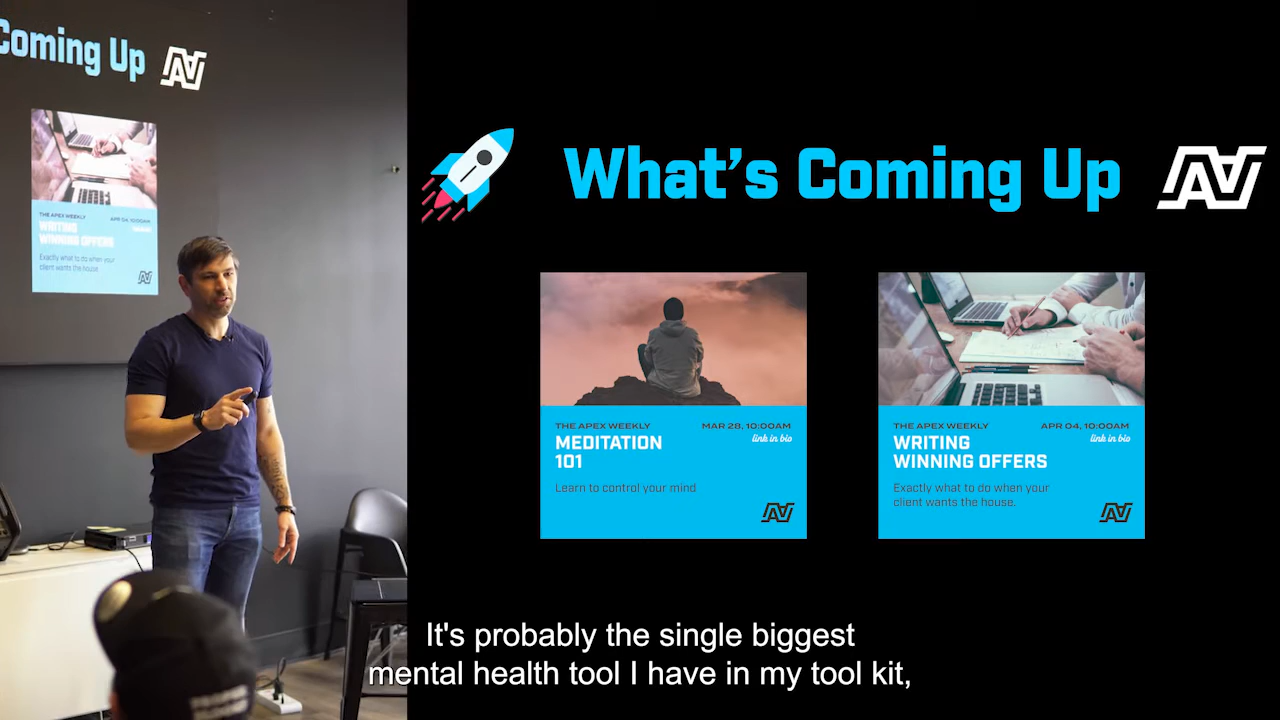 Coming Up
THE APEX WEEKLY
APR 04, 10:00AM
WRITING
WINNING OFFERS
Exactly what to do when your
client wants the house.
What's Coming Up
THE APEX WEEKLY
MAR 28, 10:00AM
link in bio
MEDITATION
101
Learn to control your mind
THE APEX WEEKLY
APR 04, 10:00AM
link in bio
WRITING
WINNING OFFERS
Exactly what to do when your
client wants the house.
It's probably the single biggest
mental health tool I have in my tool kit,